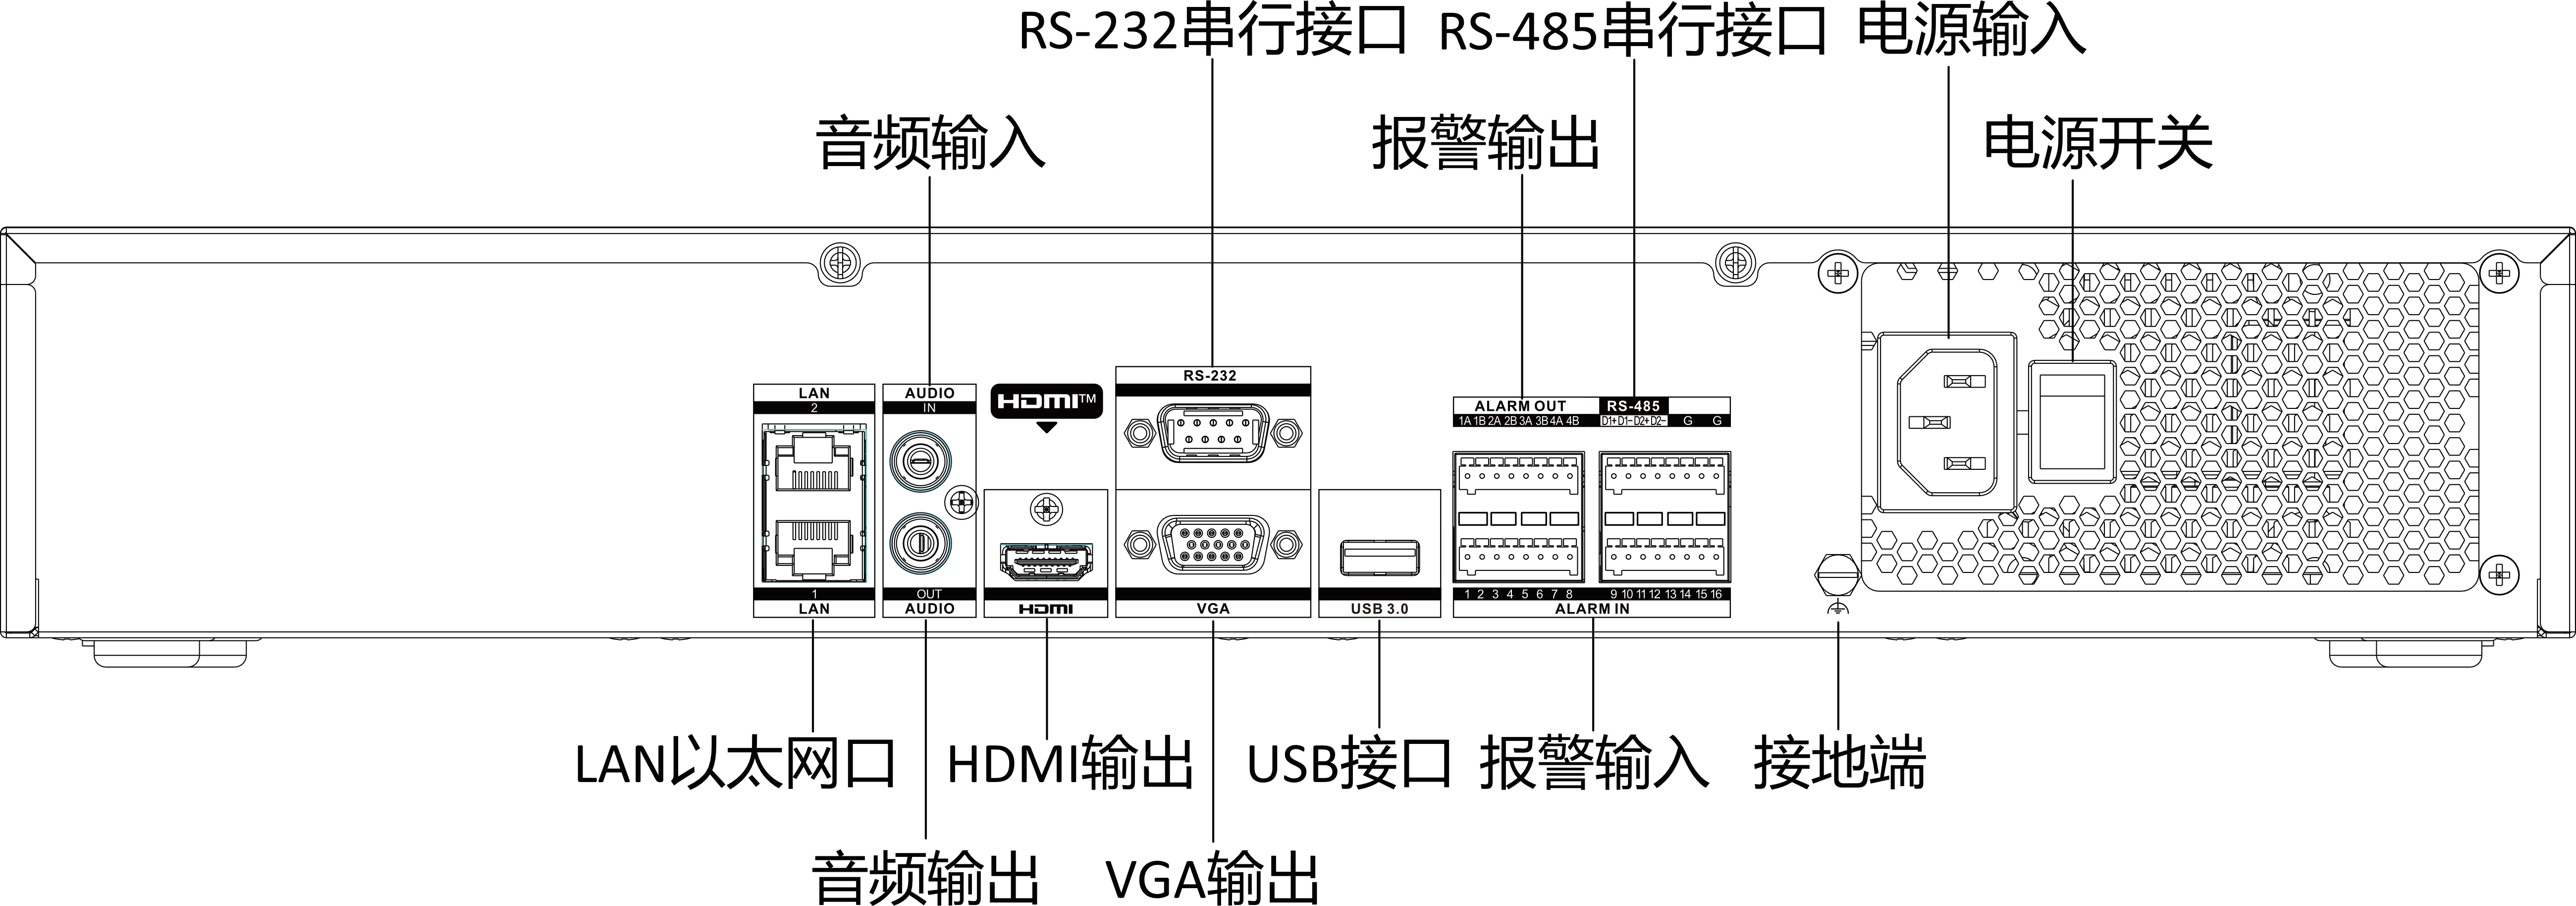 RS-232串行接口 RS-485串行接口 电源输入
音频输入 报警输出 电源开关
RS-232
LAN AUDIO HDMI™
2 IN
ALARM OUT RS-485
1A 1B 2A 2B 3A 3B 4A 4B D1+ D1- D2+ D2- G G
1 OUT
LAN AUDIO HDMI VGA USB 3.0
1 2 3 4 5 6 7 8 9 10 11 12 13 14 15 16
ALARM IN
LAN以太网口 HDMI输出 USB接口 报警输入 接地端
音频输出 VGA输出